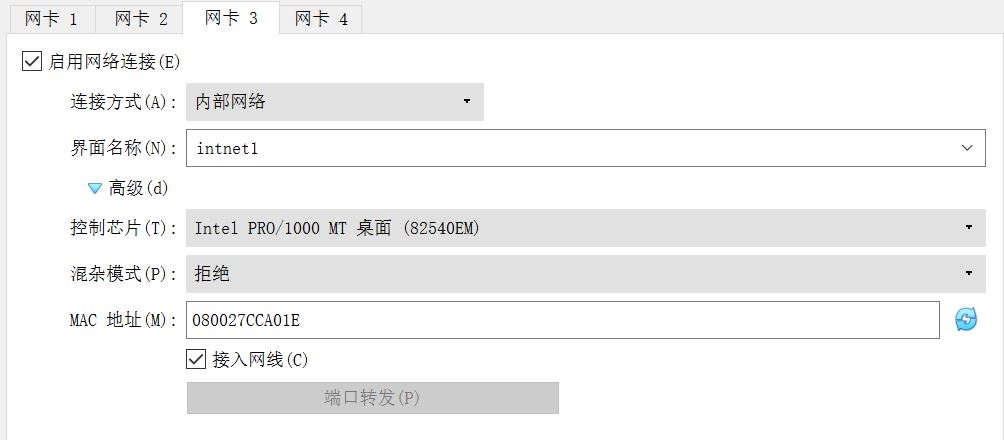 网卡 1 网卡 2 网卡 3 网卡 4
启用网络连接(E)
连接方式(A): 内部网络
界面名称(N): intnet1
高级(d)
控制芯片(T): Intel PRO/1000 MT 桌面 (82540EM)
混杂模式(P): 拒绝
MAC 地址(M): 080027CCA01E
接入网线(C)
端口转发(P)